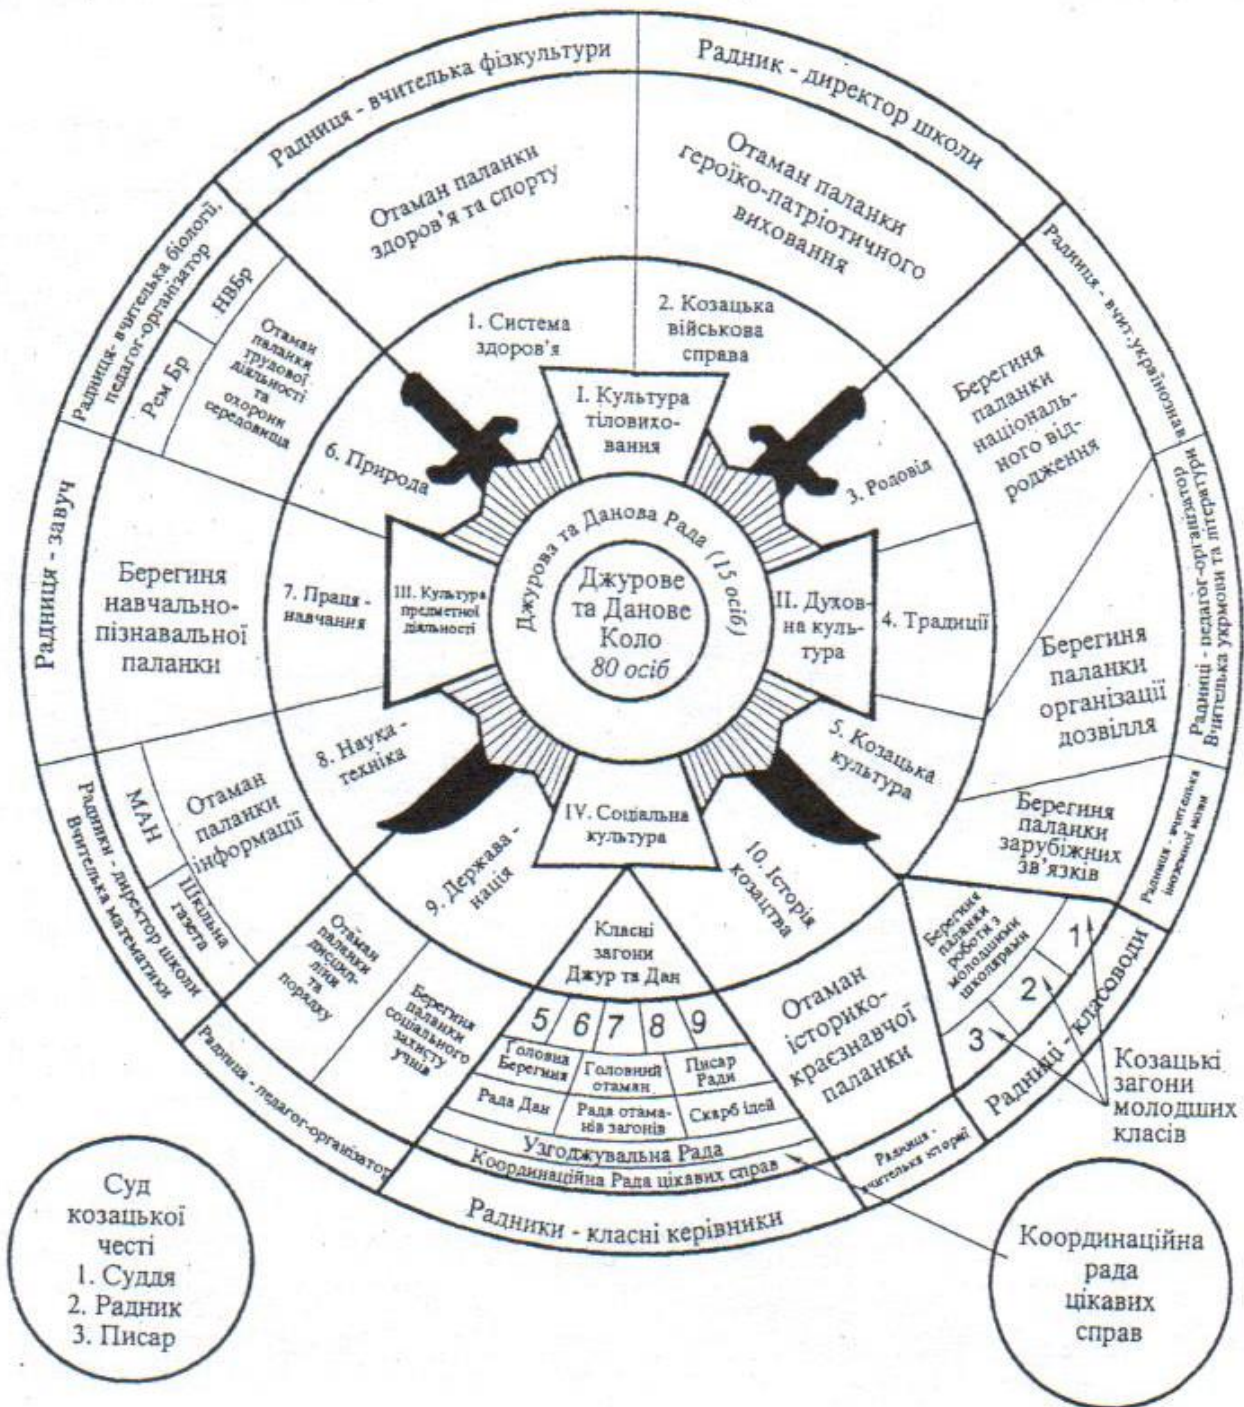 Радниця - вчителька фізкультури
Радник - директор школи
Отаман паланки
здоров'я та спорту
Отаман паланки
героїко-патріотичного
виховання
Радниця- вчителька біології,
педагог-організатор
НВБр
Рем Бр
Отаман
паланки
трудової
діяльності
та
охорони
середовища
Радниця - вчит.українознав
Берегиня
паланки
національ-
ного від-
родження
1. Система
здоров'я
2. Козацька
військова
справа
І. Культура
тіловихо-
вання
6. Природа
3. Родовід
Радниця - завуч
Берегиня
навчально-
пізнавальної
паланки
7. Праця -
навчання
ІІІ. Культура
предметної
діяльності
Джурова та Данова Рада (15 осіб)
Джурове
та Данове
Коло
80 осіб
ІІ. Духов-
на куль-
тура
4. Традиції
Берегиня
паланки
організації
дозвілля
Радниці - педагог-організатор
Вчителька укрмови та літератури
8. Наука -
техніка
5. Козацька
культура
IV. Соціальна
культура
9. Держава -
нація
10. Історія
козацтва
МАН
Шкільна
газета
Отаман
паланки
інформації
Радники - директор школи
Вчителька математики
Берегиня
паланки
зарубіжних
зв'язків
Радниця - вчителька
іноземної мови
Отаман
паланки
дисцип-
ліни
та
порядку
Берегиня
паланки
соціального
захисту
учнів
Радниця - педагог-організатор
Класні
загони
Джур та Дан
5 6 7 8 9
Головна
Берегиня
Головний
отаман
Писар
Ради
Рада Дан
Рада отама-
нів загонів
Скарб ідей
Узгоджувальна Рада
Координаційна Рада цікавих справ
Радники - класні керівники
Отаман
історико-
краєзнавчої
паланки
Радниця -
вчителька історії
Берегиня
паланки
роботи з
молодшими
школярами
1
2
3
Радниці - класоводи
Козацькі
загони
молодших
класів
Суд
козацької
честі
1. Суддя
2. Радник
3. Писар
Координаційна
рада
цікавих
справ